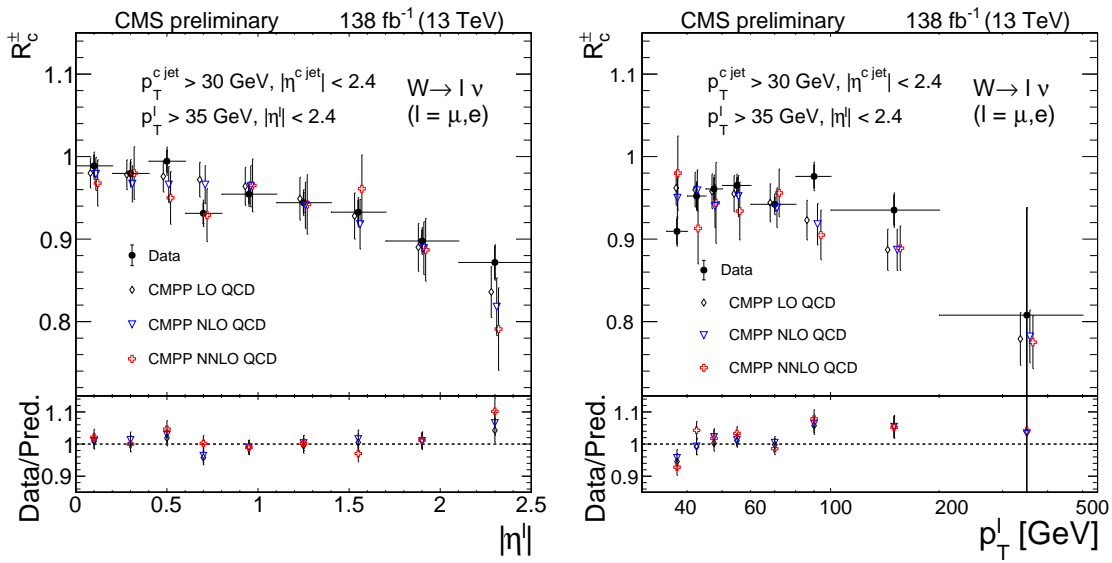 CMS preliminary 138 fb⁻¹ (13 TeV)
R_c^±
p_T^{c jet} > 30 GeV, |η^{c jet}| < 2.4
p_T^l > 35 GeV, |η^l| < 2.4
W→ l ν
(l = μ,e)
1.1
1
0.9
0.8
Data
CMPP LO QCD
CMPP NLO QCD
CMPP NNLO QCD
Data/Pred.
1.1
1
0.9
0 0.5 1 1.5 2 2.5
|η^l|
CMS preliminary 138 fb⁻¹ (13 TeV)
R_c^±
p_T^{c jet} > 30 GeV, |η^{c jet}| < 2.4
p_T^l > 35 GeV, |η^l| < 2.4
W→ l ν
(l = μ,e)
1.1
1
0.9
0.8
Data
CMPP LO QCD
CMPP NLO QCD
CMPP NNLO QCD
Data/Pred.
1.1
1
0.9
40 60 100 200 500
p_T^l [GeV]